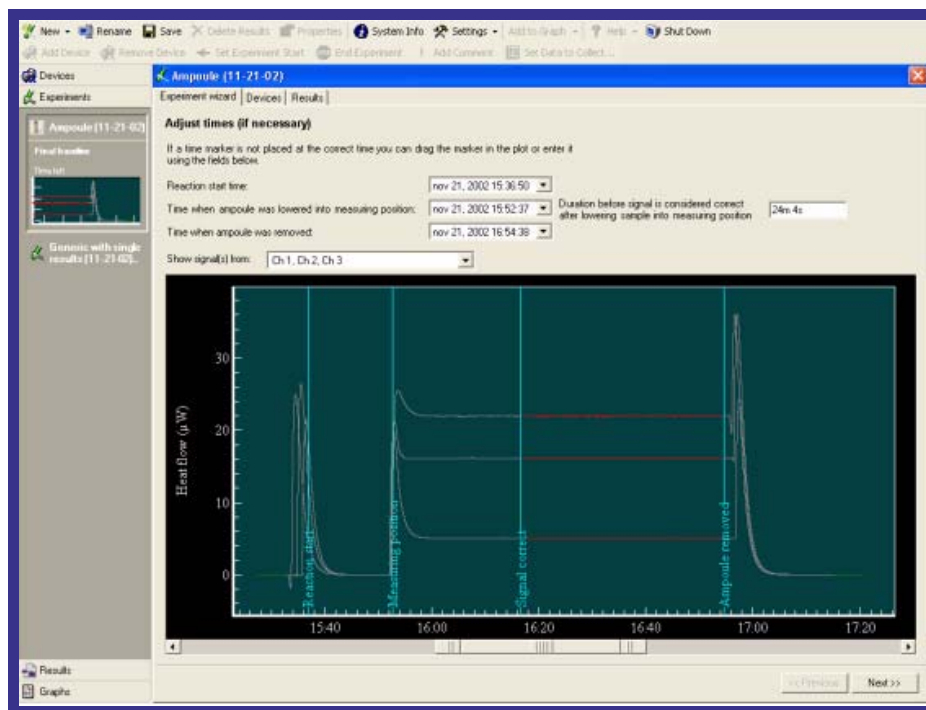 New Rename Save Delete Results Properties System Info Settings Add to Graph Help Shut Down
Add Device Remove Device Set Experiment Start End Experiment Add Comment Set Data to Collect ...
Devices
Ampoule (11-21-02)
Experiments
Experiment wizard Devices Results
Ampoule (11-21-02)
Final baseline
Time left
Generic with single
results (11-21-02)..
Adjust times (if necessary)
If a time marker is not placed at the correct time you can drag the marker in the plot or enter it
using the fields below.
Reaction start time: nov 21, 2002 15:36:50
Time when ampoule was lowered into measuring position: nov 21, 2002 15:52:37
Duration before signal is considered correct
after lowering sample into measuring position
24m 4s
Time when ampoule was removed: nov 21, 2002 16:54:38
Show signal(s) from: Ch 1, Ch 2, Ch 3
Heat flow (µW)
30
20
10
0
Reaction start
Measuring position
Signal correct
Ampoule removed
15:40 16:00 16:20 16:40 17:00 17:20
Results
Graphs
<< Previous Next >>